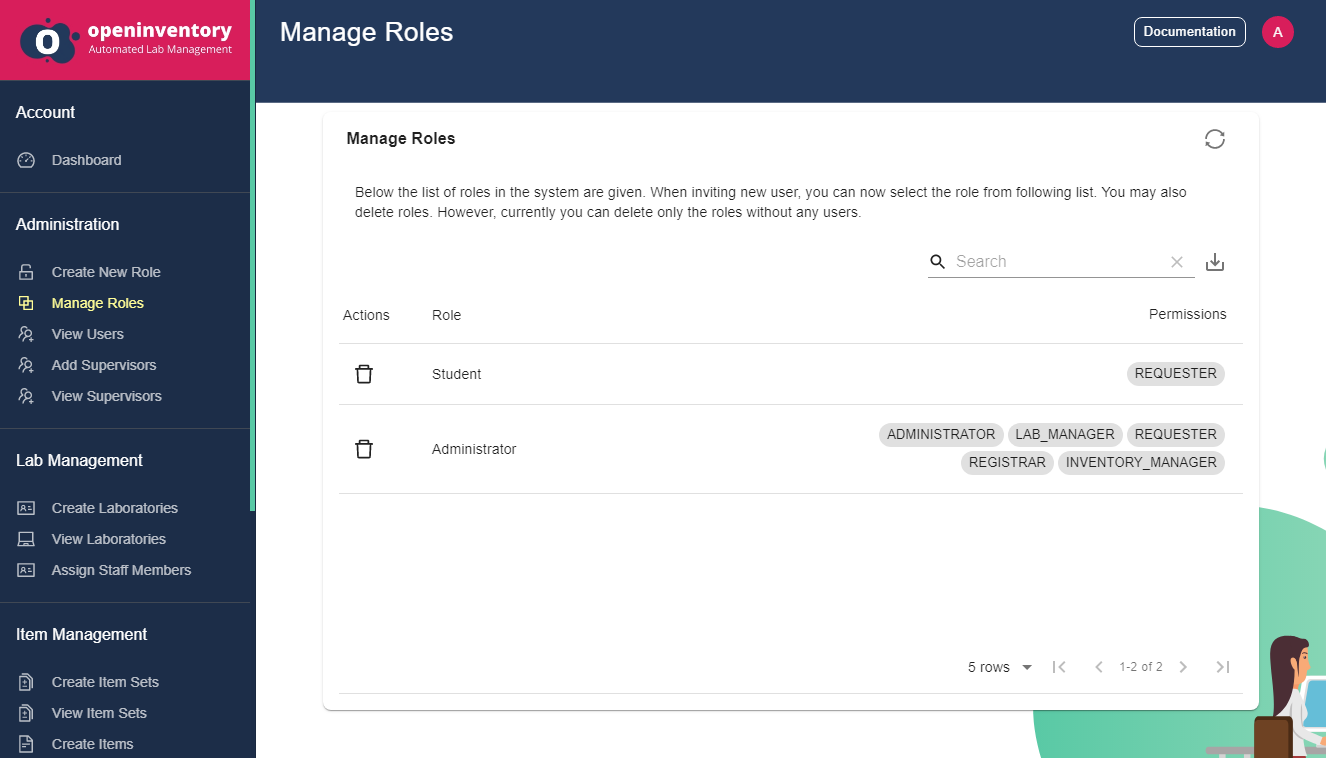 openinventory
Automated Lab Management
Account
Dashboard
Administration
Create New Role
Manage Roles
View Users
Add Supervisors
View Supervisors
Lab Management
Create Laboratories
View Laboratories
Assign Staff Members
Item Management
Create Item Sets
View Item Sets
Create Items
Manage Roles
Documentation
A
Manage Roles
Below the list of roles in the system are given. When inviting new user, you can now select the role from following list. You may also
delete roles. However, currently you can delete only the roles without any users.
Search
Actions Role Permissions
Student REQUESTER
Administrator ADMINISTRATOR LAB_MANAGER REQUESTER
REGISTRAR INVENTORY_MANAGER
5 rows 1-2 of 2